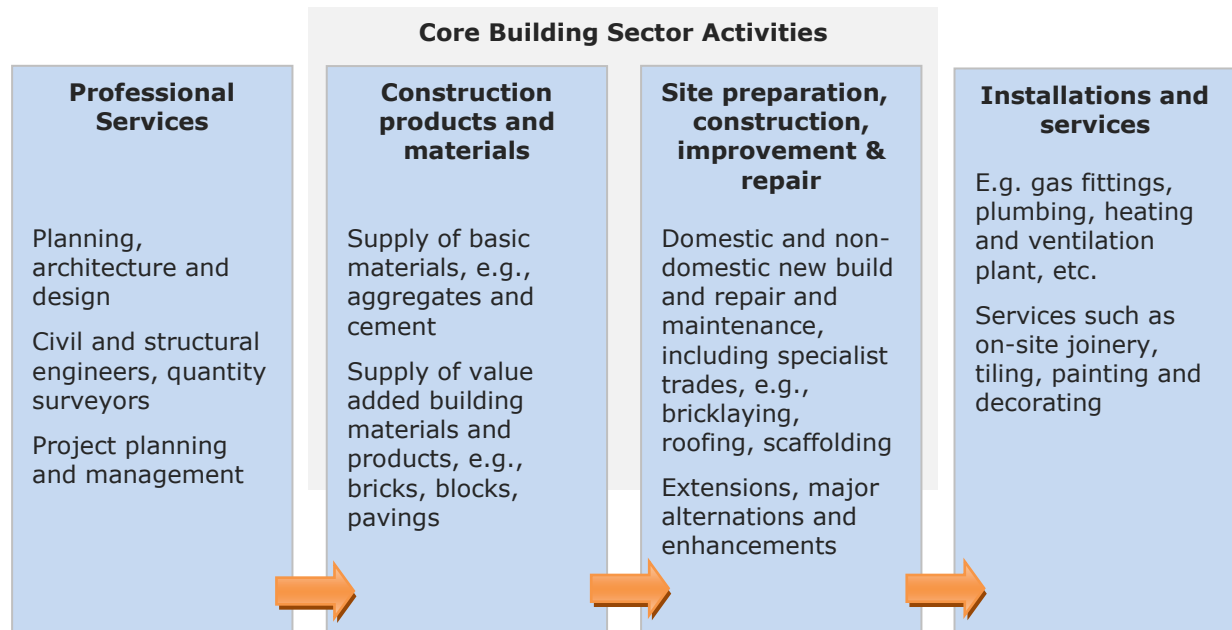 Core Building Sector Activities
Professional
Services
Planning,
architecture and
design
Civil and structural
engineers, quantity
surveyors
Project planning
and management
Construction
products and
materials
Supply of basic
materials, e.g.,
aggregates and
cement
Supply of value
added building
materials and
products, e.g.,
bricks, blocks,
pavings
Site preparation,
construction,
improvement &
repair
Domestic and non-
domestic new build
and repair and
maintenance,
including specialist
trades, e.g.,
bricklaying,
roofing, scaffolding
Extensions, major
alternations and
enhancements
Installations and
services
E.g. gas fittings,
plumbing, heating
and ventilation
plant, etc.
Services such as
on-site joinery,
tiling, painting and
decorating